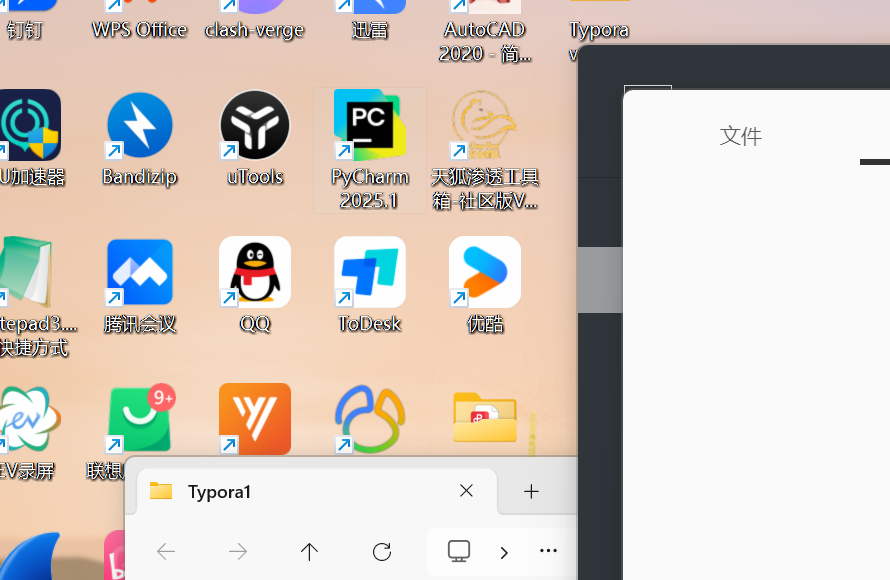 钉钉
WPS Office
clash-verge
迅雷
AutoCAD
2020 - 简...
Typora
v
文件
U加速器
Bandizip
uTools
PC
PyCharm
2025.1
天狐渗透工具
箱-社区版V...
tepad3....
快捷方式
腾讯会议
QQ
ToDesk
优酷
ev
EV录屏
9+
联想
Typora1